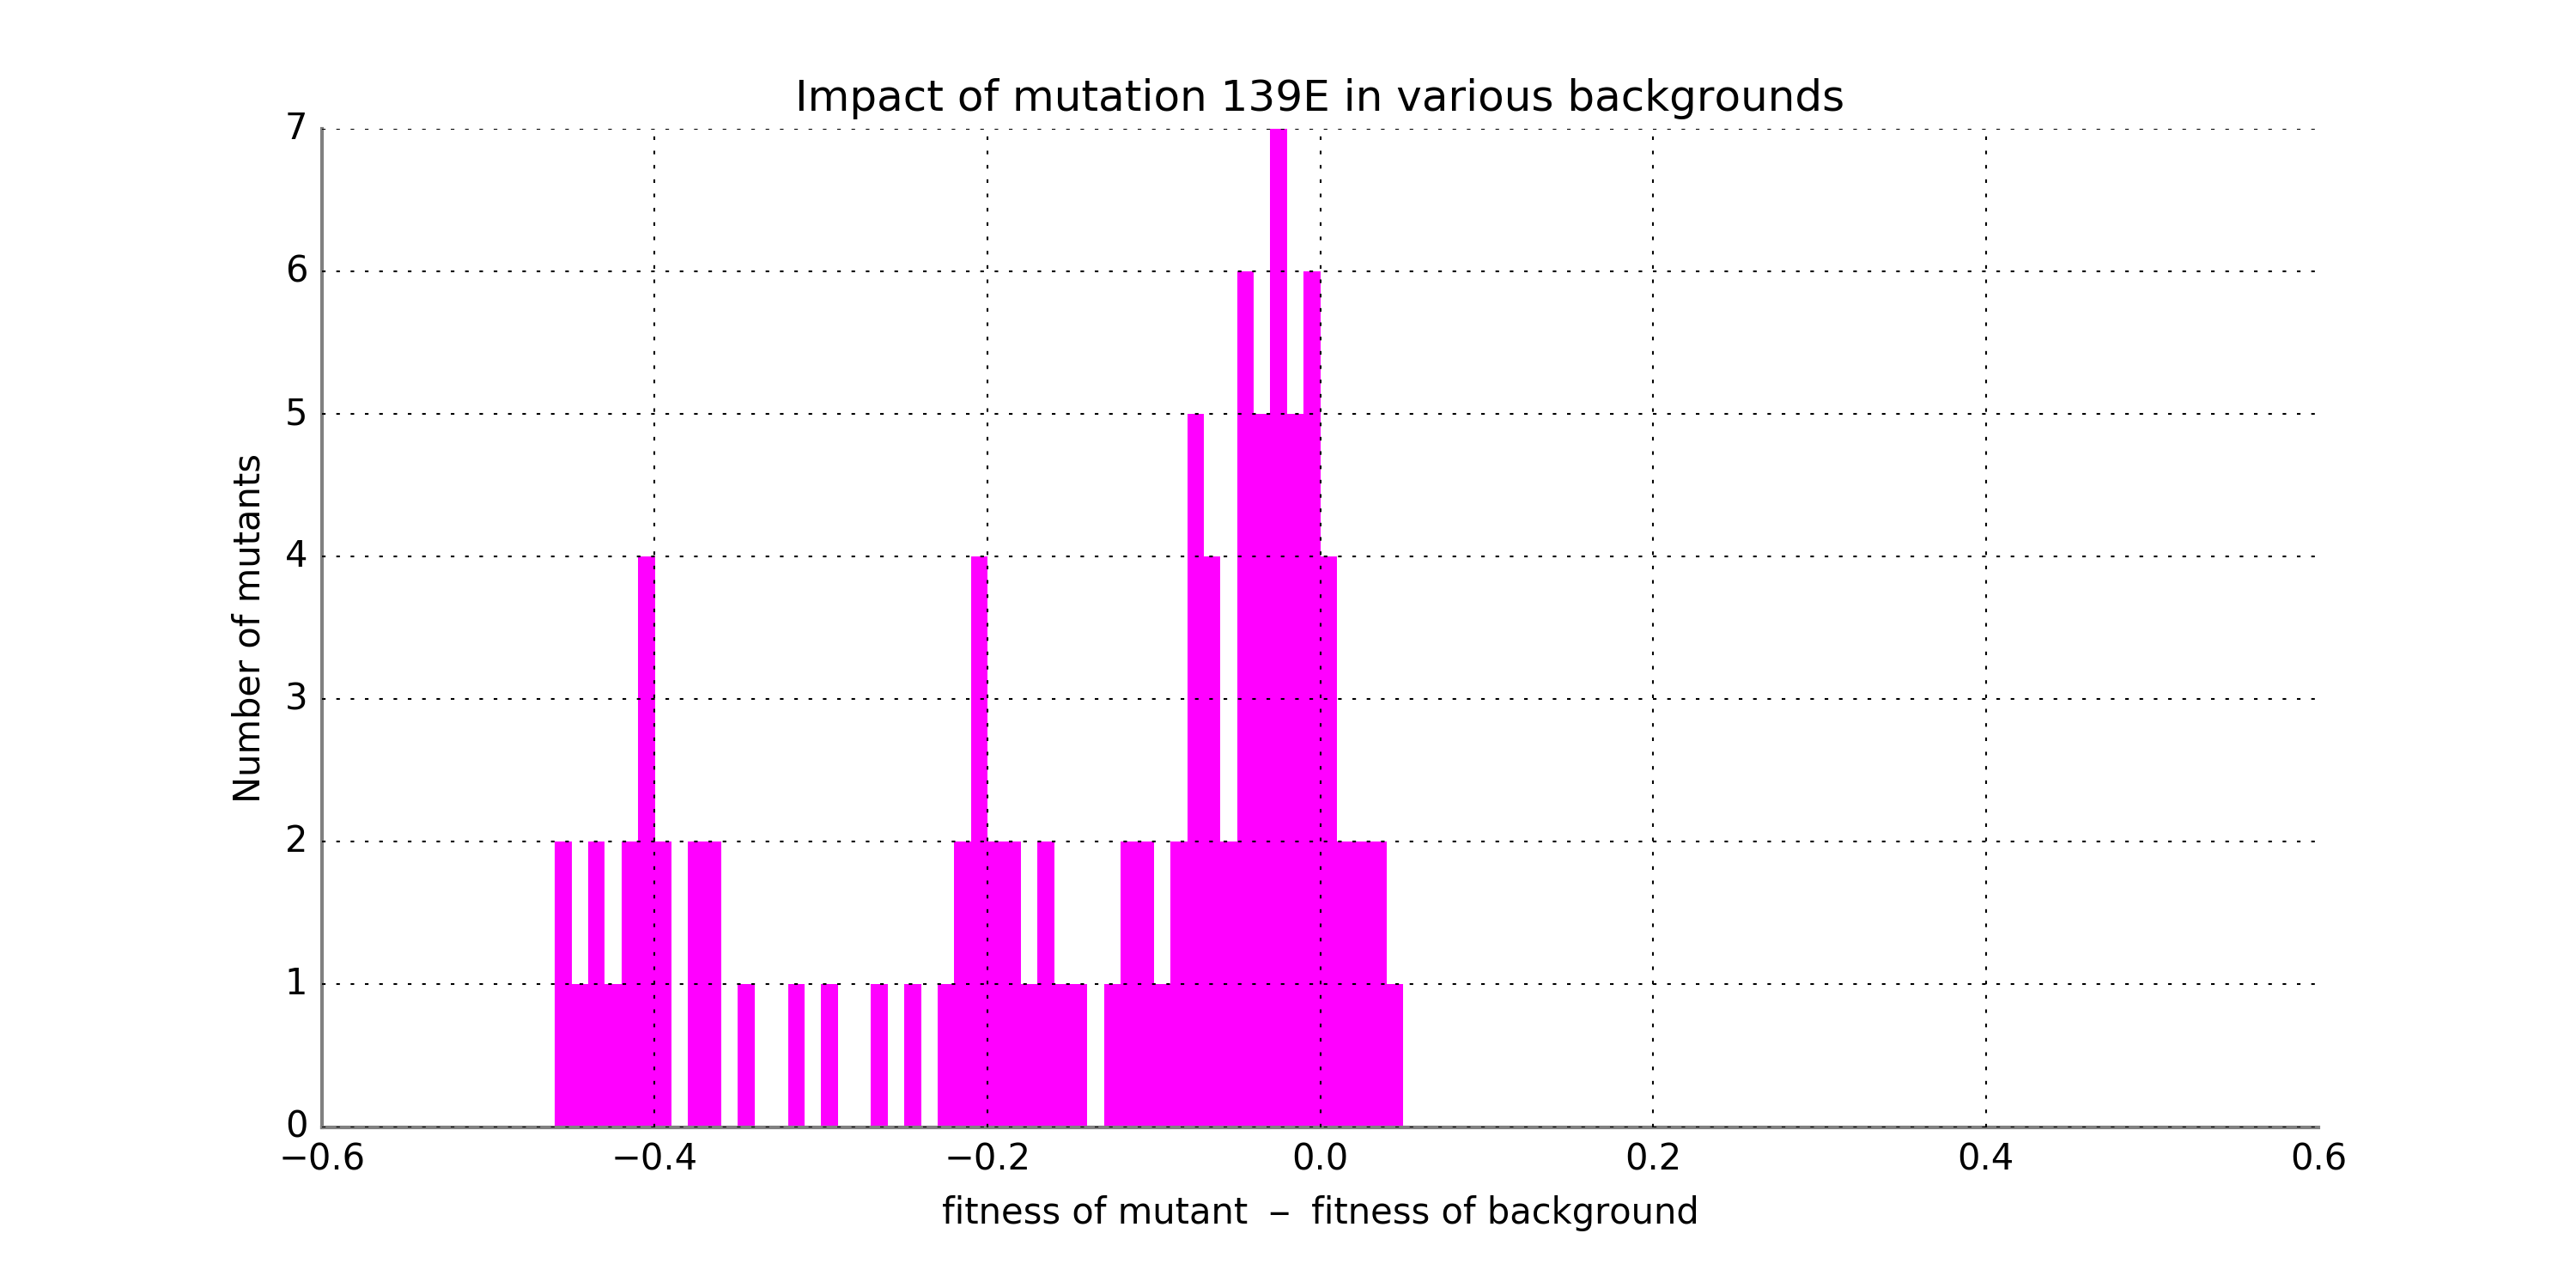 Impact of mutation 139E in various backgrounds
7
6
5
4
3
2
1
0
Number of mutants
−0.6 −0.4 −0.2 0.0 0.2 0.4 0.6
fitness of mutant − fitness of background